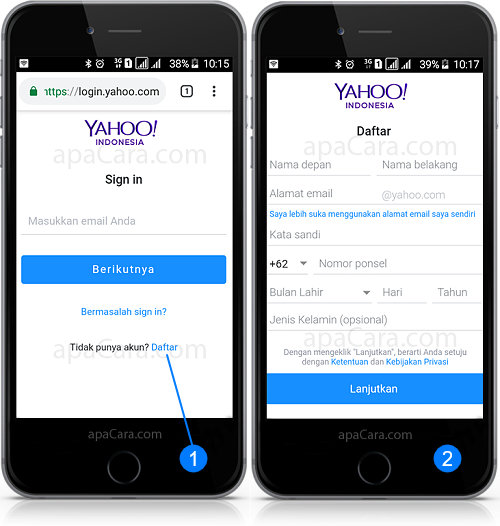 38% 10:15
https://login.yahoo.com
1
YAHOO!
INDONESIA
apaCara.com
Sign in
Masukkan email Anda
Berikutnya
Bermasalah sign in?
Tidak punya akun? Daftar
apaCara.com
apaCara.com
1
39% 10:17
YAHOO!
INDONESIA
Daftar
apaCara.com
Nama depan
Nama belakang
Alamat email
@yahoo.com
Saya lebih suka menggunakan alamat email saya sendiri
Kata sandi
+62
Nomor ponsel
Bulan Lahir
Hari
Tahun
Jenis Kelamin (opsional)
apaCara.com
Dengan mengeklik "Lanjutkan", berarti Anda setuju
dengan Ketentuan dan Kebijakan Privasi
Lanjutkan
apaCara.com
2